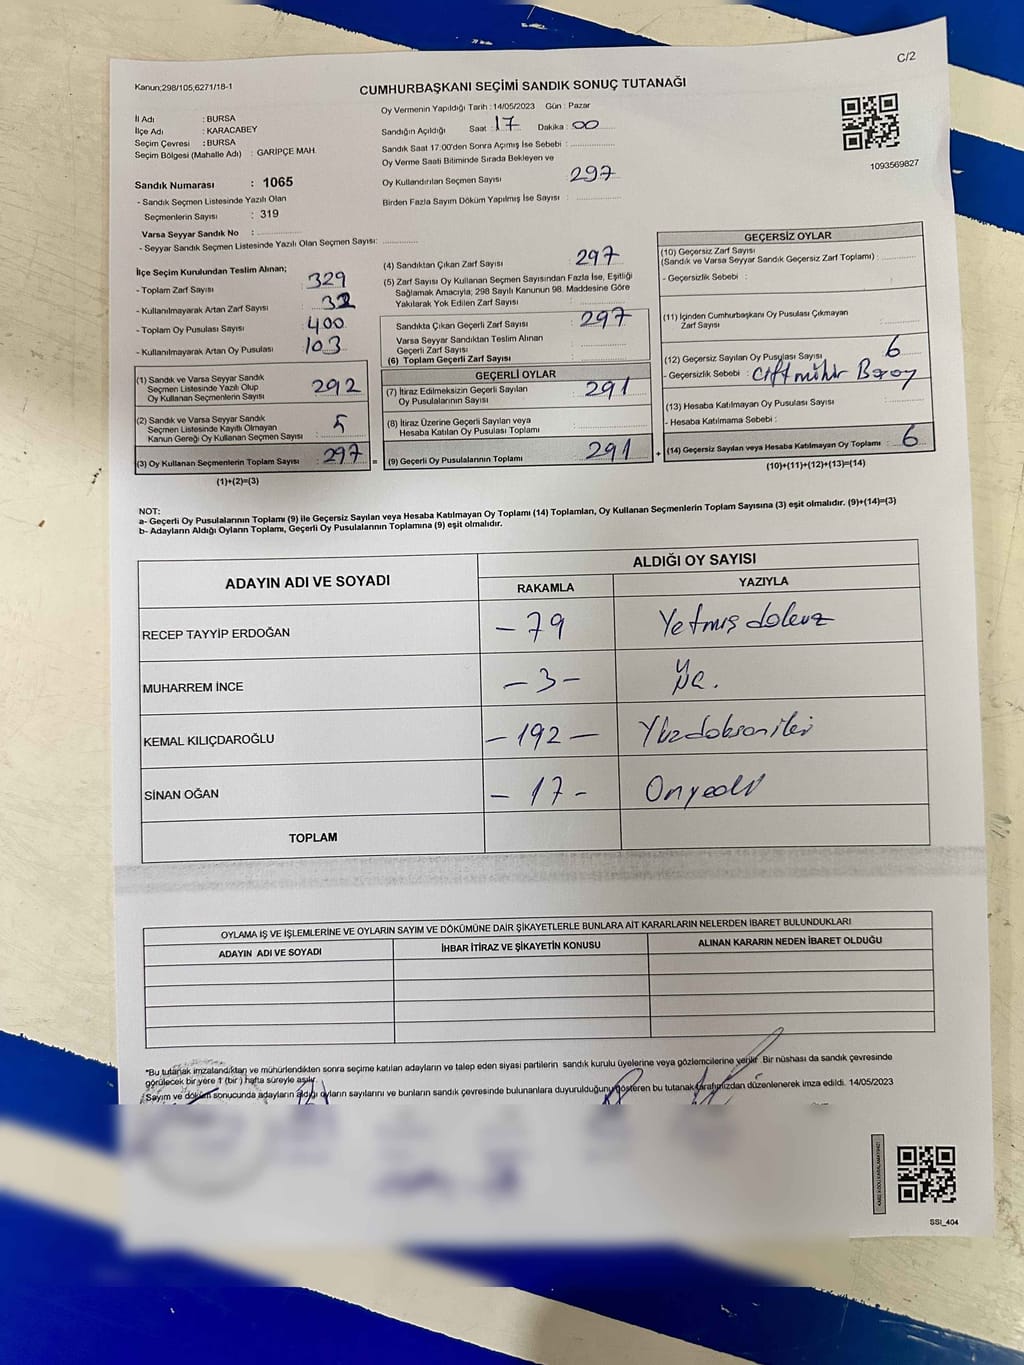 C/2
Kanun;298/105,6271/18-1
CUMHURBAŞKANI SEÇİMİ SANDIK SONUÇ TUTANAĞI
İl Adı : BURSA
İlçe Adı : KARACABEY
Seçim Çevresi : BURSA
Seçim Bölgesi (Mahalle Adı) : GARİPÇE MAH.
Sandık Numarası : 1065
- Sandık Seçmen Listesinde Yazılı Olan
Seçmenlerin Sayısı : 319
Varsa Seyyar Sandık No : ..................
- Seyyar Sandık Seçmen Listesinde Yazılı Olan Seçmen Sayısı: ............
Oy Vermenin Yapıldığı Tarih : 14/05/2023 Gün : Pazar
Sandığın Açıldığı Saat : 17 Dakika : 00
Sandık Saat 17:00'den Sonra Açımış İse Sebebi : ..................
Oy Verme Saati Bitiminde Sırada Bekleyen ve
Oy Kullandırılan Seçmen Sayısı 297
Birden Fazla Sayım Döküm Yapılmış İse Sayısı : ..............
1093569827
İlçe Seçim Kurulundan Teslim Alınan;
- Toplam Zarf Sayısı 329
- Kullanılmayarak Artan Zarf Sayısı 32
- Toplam Oy Pusulası Sayısı 400
- Kullanılmayarak Artan Oy Pusulası 103
(1) Sandık ve Varsa Seyyar Sandık
Seçmen Listesinde Yazılı Olup
Oy Kullanan Seçmenlerin Sayısı 292
(2) Sandık ve Varsa Seyyar Sandık
Seçmen Listesinde Kayıtlı Olmayan
Kanun Gereği Oy Kullanan Seçmen Sayısı : 5
(3) Oy Kullanan Seçmenlerin Toplam Sayısı : 297 =
(1)+(2)=(3)
(4) Sandıktan Çıkan Zarf Sayısı 297
(5) Zarf Sayısı Oy Kullanan Seçmen Sayısından Fazla İse, Eşitliği
Sağlamak Amacıyla; 298 Sayılı Kanunun 98. Maddesine Göre
Yakılarak Yok Edilen Zarf Sayısı
Sandıkta Çıkan Geçerli Zarf Sayısı : 297
Varsa Seyyar Sandıktan Teslim Alınan
Geçerli Zarf Sayısı
(6) Toplam Geçerli Zarf Sayısı
GEÇERLİ OYLAR
(7) İtiraz Edilmeksizin Geçerli Sayılan
Oy Pusulalarının Sayısı 291
(8) İtiraz Üzerine Geçerli Sayılan veya
Hesaba Katılan Oy Pusulası Toplamı
(9) Geçerli Oy Pusulalarının Toplamı 291 +
GEÇERSİZ OYLAR
(10) Geçersiz Zarf Sayısı
(Sandık ve Varsa Seyyar Sandık Geçersiz Zarf Toplamı) :
- Geçersizlik Sebebi :
(11) İçinden Cumhurbaşkanı Oy Pusulası Çıkmayan
Zarf Sayısı
(12) Geçersiz Sayılan Oy Pusulası Sayısı 6
- Geçersizlik Sebebi : Çift mühür
(13) Hesaba Katılmayan Oy Pusulası Sayısı
- Hesaba Katılmama Sebebi :
(14) Geçersiz Sayılan veya Hesaba Katılmayan Oy Toplamı : 6
(10)+(11)+(12)+(13)=(14)
NOT:
a- Geçerli Oy Pusulalarının Toplamı (9) ile Geçersiz Sayılan veya Hesaba Katılmayan Oy Toplamı (14) Toplamları, Oy Kullanan Seçmenlerin Toplam Sayısına (3) eşit olmalıdır. (9)+(14)=(3)
b- Adayların Aldığı Oyların Toplamı, Geçerli Oy Pusulalarının Toplamına (9) eşit olmalıdır.
ADAYIN ADI VE SOYADI
ALDIĞI OY SAYISI
RAKAMLA YAZIYLA
RECEP TAYYİP ERDOĞAN - 79 Yetmiş dokuz
MUHARREM İNCE - 3 - Üç.
KEMAL KILIÇDAROĞLU - 192 - Yüzdoksaniki
SİNAN OĞAN - 17 - Onyedi
TOPLAM
OYLAMA İŞ VE İŞLEMLERİNE VE OYLARIN SAYIM VE DÖKÜMÜNE DAİR ŞİKAYETLERLE BUNLARA AİT KARARLARIN NELERDEN İBARET BULUNDUKLARI
ADAYIN ADI VE SOYADI İHBAR İTİRAZ VE ŞİKAYETİN KONUSU ALINAN KARARIN NEDEN İBARET OLDUĞU
*Bu tutanak imzalandıktan ve mühürlendikten sonra seçime katılan adayların ve talep eden siyasi partilerin sandık kurulu üyelerine veya gözlemcilerine verilir. Bir nüshası da sandık çevresinde
görülecek bir yere 1 (bir) hafta süreyle asılır.
Sayım ve döküm sonucunda adayların aldığı oyların sayılarını ve bunların sandık çevresinde bulunanlara duyurulduğunu gösteren bu tutanak tarafımızdan düzenlenerek imza edildi. 14/05/2023
SSI_404